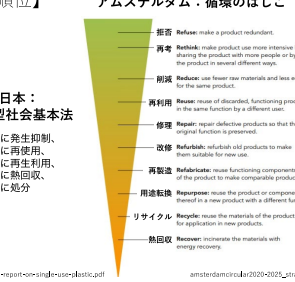 順位】
アムステルダム：循環のはしご
日本：
型社会基本法
に発生抑制、
に再使用、
に再生利用、
に熱回収、
に処分
拒否 Refuse: make a product redundant.
再考 Rethink: make product use more intensive
sharing the product with more people or by
the product in several different ways.
削減 Reduce: use fewer raw materials and less e
for the same product.
再利用 Reuse: reuse of discarded, functioning prod
in the same function by a different user.
修理 Repair: repair defective products so that th
original function is preserved.
改修 Refurbish: refurbish old products to make
them suitable for new use.
再製造 Refabricate: reuse functioning component
of the product to make comparable produc
用途転換 Repurpose: reuse the product or compone
thereof in a new product with a different fu
リサイクル Recycle: reuse the materials of the product
for application in new products.
熱回収 Recover: incinerate the materials with
energy recovery.
-report-on-single-use-plastic.pdf
amsterdamcircular2020-2025_stra